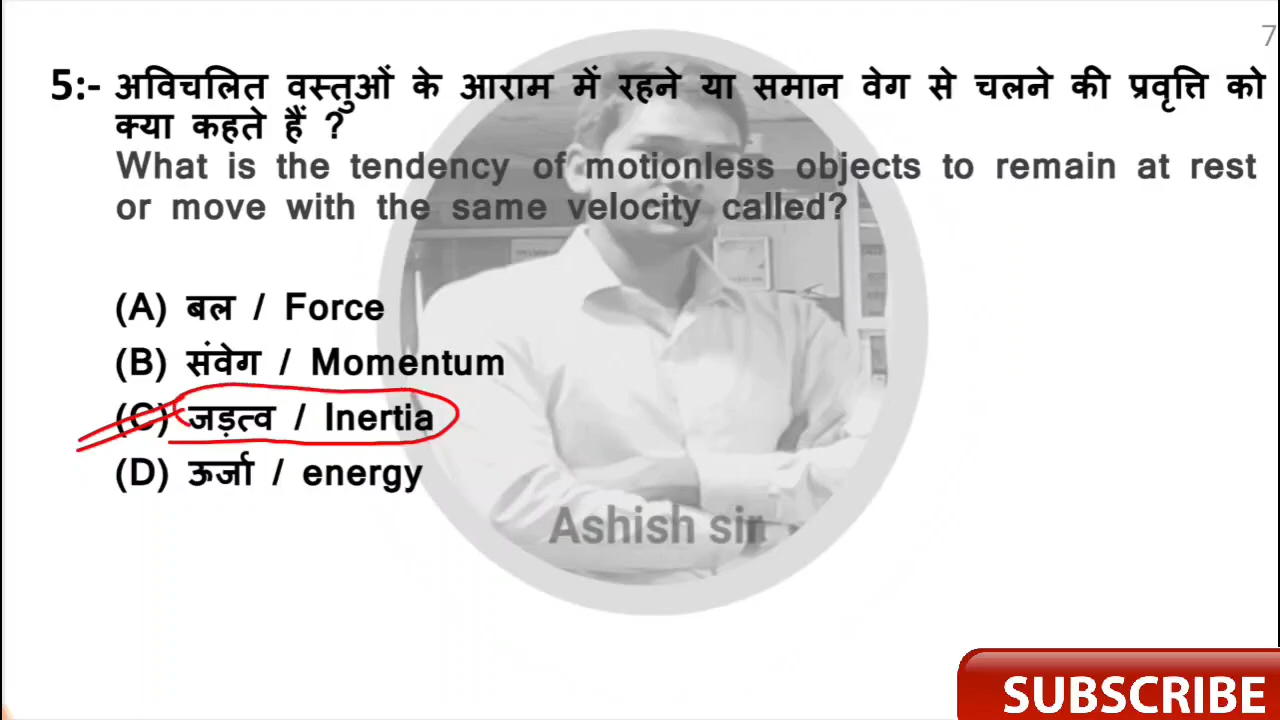 7
5:- अविचलित वस्तुओं के आराम में रहने या समान वेग से चलने की प्रवृत्ति को
क्या कहते हैं ?
What is the tendency of motionless objects to remain at rest
or move with the same velocity called?
(A) बल / Force
(B) संवेग / Momentum
(C) जड़त्व / Inertia
(D) ऊर्जा / energy
Ashish sir
SUBSCRIBE